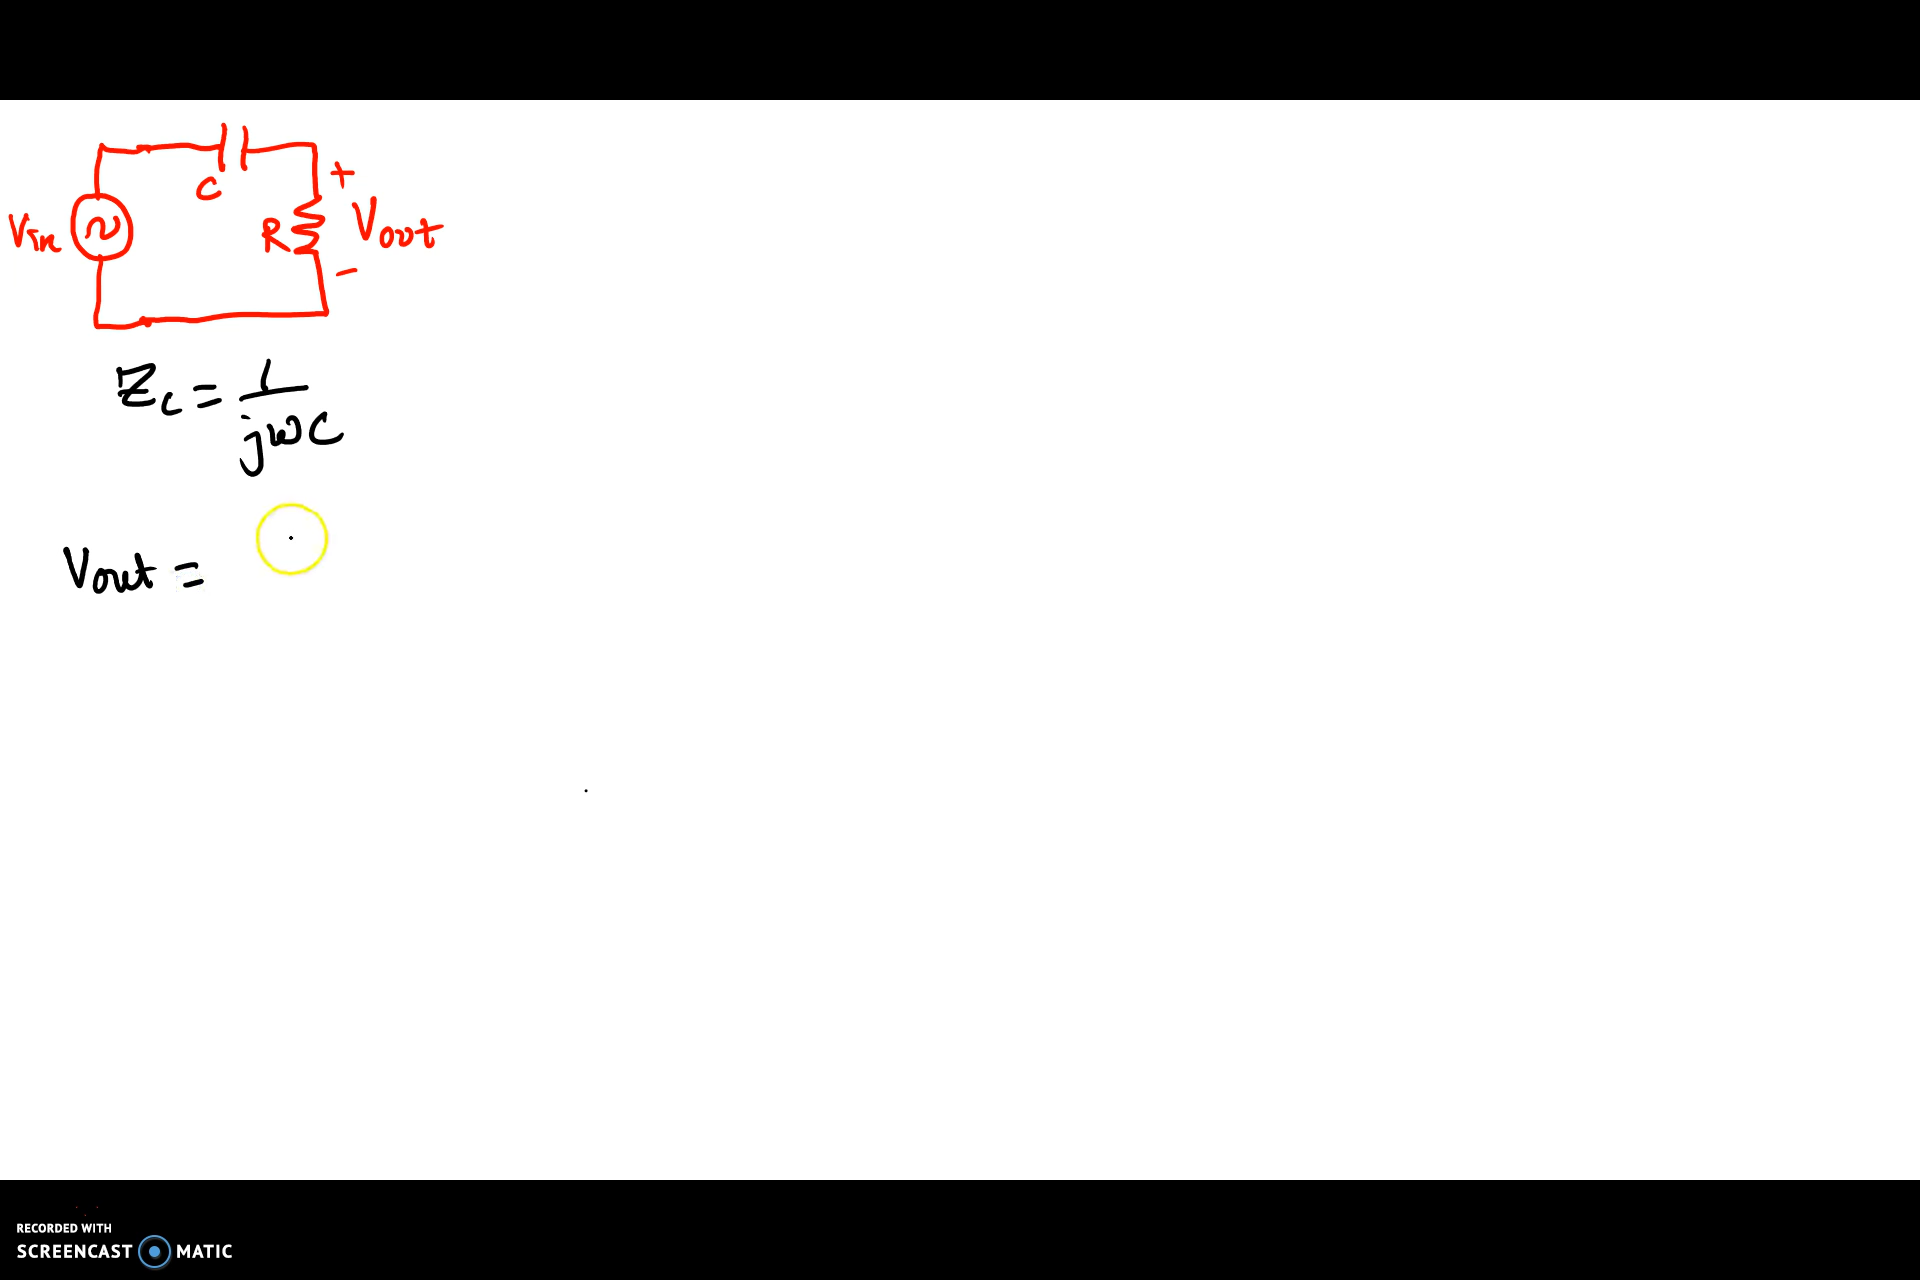 C
+
Vin
R
Vout
-
Zc = 1/jωC
Vout =
RECORDED WITH
SCREENCAST MATIC